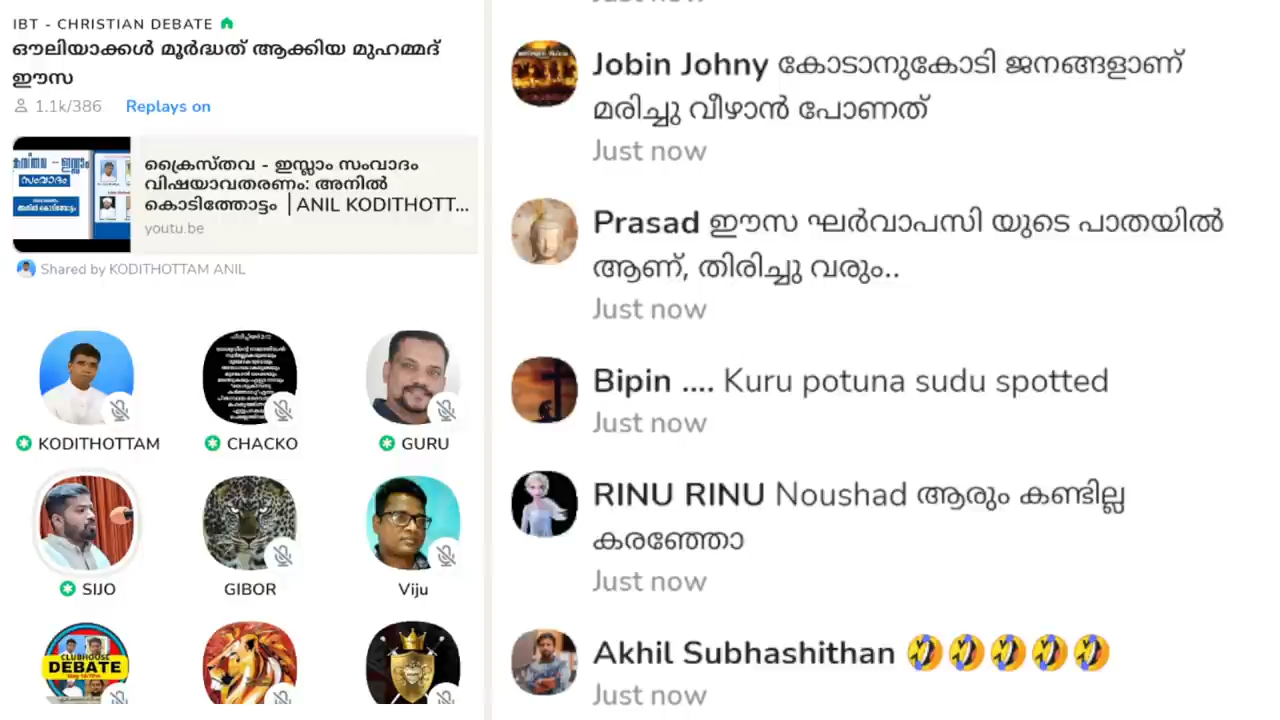 IBT - CHRISTIAN DEBATE
ഔലിയാക്കൾ മൂർദ്ധത് ആക്കിയ മുഹമ്മദ്
ഈസ
1.1k/386 Replays on
സംവാദം
ക്രൈസ്തവ - ഇസ്ലാം സംവാദം
വിഷയാവതരണം: അനിൽ
കൊടിത്തോട്ടം | ANIL KODITHOTT...
youtu.be
Shared by KODITHOTTAM ANIL
KODITHOTTAM
CHACKO
GURU
SIJO
GIBOR
Viju
CLUBHOUSE
DEBATE
Just now
Jobin Johny കോടാനുകോടി ജനങ്ങളാണ്
മരിച്ചു വീഴാൻ പോണത്
Just now
Prasad ഈസ ഘർവാപസി യുടെ പാതയിൽ
ആണ്, തിരിച്ചു വരും..
Just now
Bipin .... Kuru potuna sudu spotted
Just now
RINU RINU Noushad ആരും കണ്ടില്ല
കരഞ്ഞോ
Just now
Akhil Subhashithan 🤣🤣🤣🤣🤣
Just now